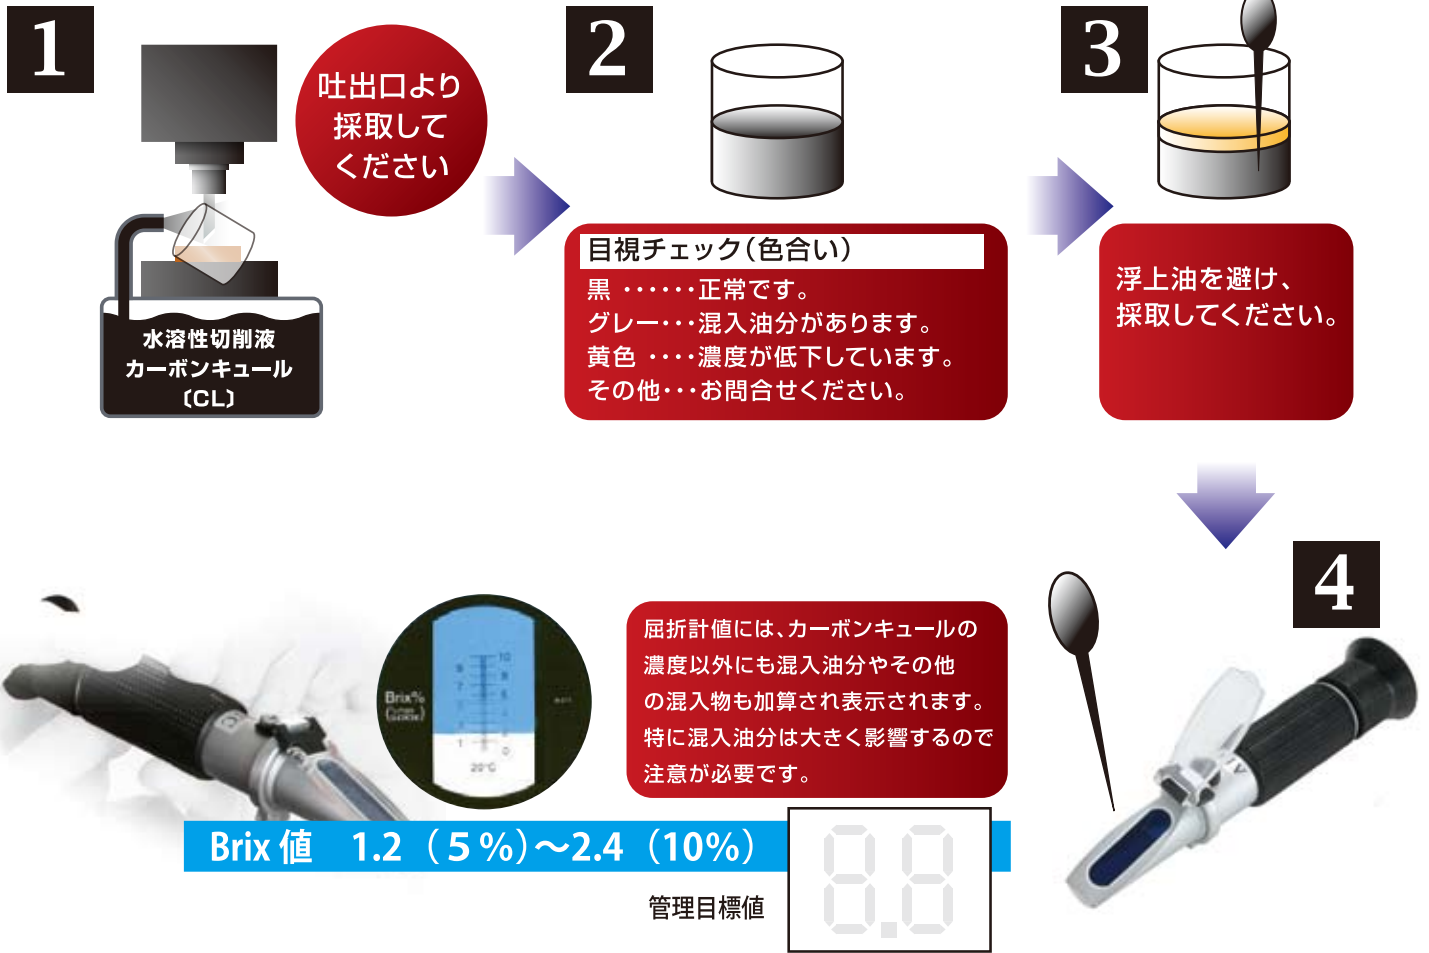 1
吐出口より
採取して
ください
水溶性切削液
カーボンキュール
〔CL〕
2
目視チェック（色合い）
黒 ‥‥‥正常です。
グレー･･･混入油分があります。
黄色 ‥‥濃度が低下しています。
その他･･･お問合せください。
3
浮上油を避け、
採取してください。
4
Brix%
20°C
屈折計値には、カーボンキュールの
濃度以外にも混入油分やその他
の混入物も加算され表示されます。
特に混入油分は大きく影響するので
注意が必要です。
Brix 値　1.2（５%）～2.4（10%）
管理目標値
8.8